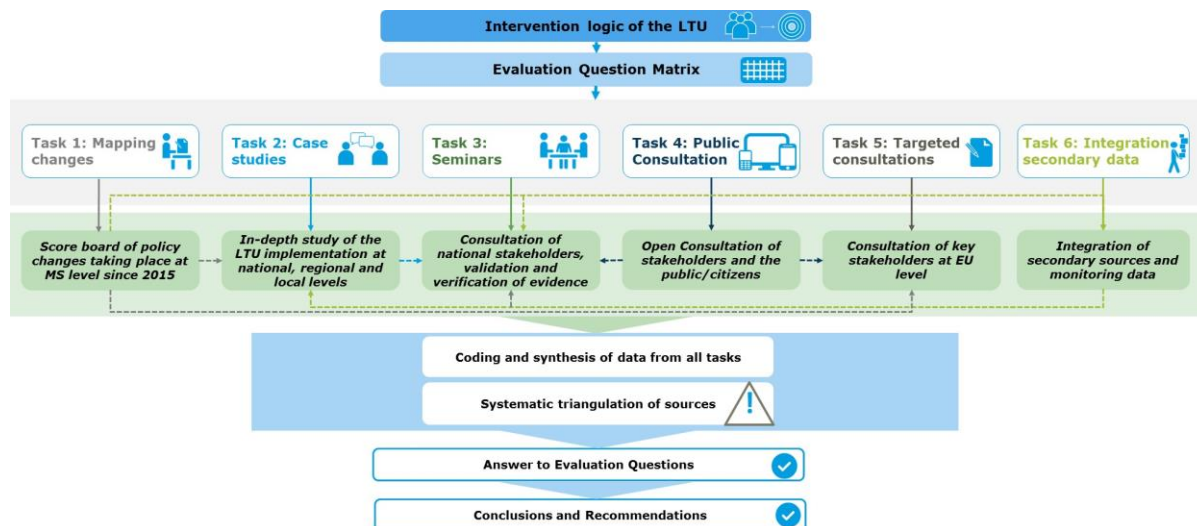 Intervention logic of the LTU
Evaluation Question Matrix
Task 1: Mapping
changes
Task 2: Case
studies
Task 3:
Seminars
Task 4: Public
Consultation
Task 5: Targeted
consultations
Task 6: Integration
secondary data
Score board of policy
changes taking place at
MS level since 2015
In-depth study of the
LTU implementation at
national, regional and
local levels
Consultation of
national stakeholders,
validation and
verification of evidence
Open Consultation of
stakeholders and the
public/citizens
Consultation of key
stakeholders at EU
level
Integration of
secondary sources and
monitoring data
Coding and synthesis of data from all tasks
Systematic triangulation of sources
!
Answer to Evaluation Questions
Conclusions and Recommendations